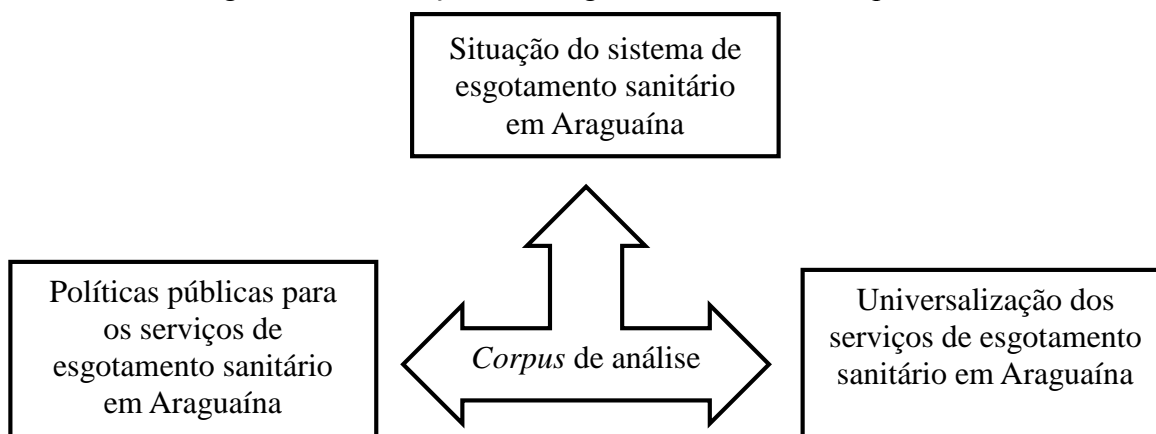 Situação do sistema de
esgotamento sanitário
em Araguaína
Políticas públicas para
os serviços de
esgotamento sanitário
em Araguaína
Corpus de análise
Universalização dos
serviços de esgotamento
sanitário em Araguaína